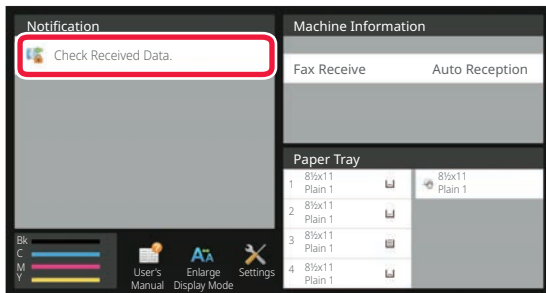 Notification
Check Received Data.
Machine Information
Fax Receive Auto Reception
Paper Tray
1 8½x11
Plain 1
8½x11
Plain 1
2 8½x11
Plain 1
3 8½x11
Plain 1
4 8½x11
Plain 1
Bk
C
M
Y
User's
Manual
Enlarge
Display Mode
Settings